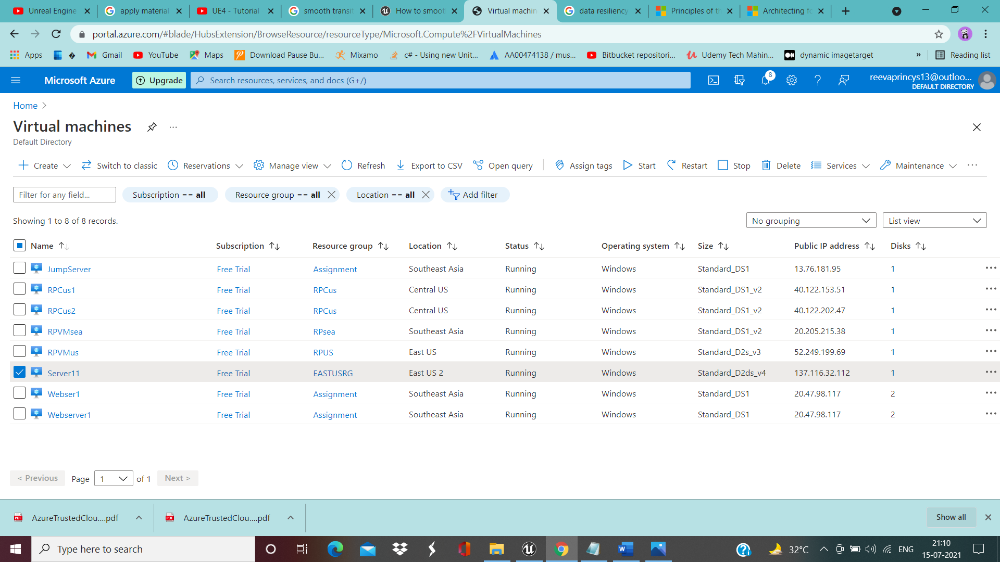 Unreal Engine
apply material
UE4 - Tutorial
smooth transit
How to smoot
Virtual machin
data resiliency
Principles of th
Architecting fo
portal.azure.com/#blade/HubsExtension/BrowseResource/resourceType/Microsoft.Compute%2FVirtualMachines
Apps Gmail YouTube Maps Download Pause Bu... Mixamo c# - Using new Unit... AA00474138 / mus... Bitbucket repositori... Udemy Tech Mahin... dynamic imagetarget » Reading list
Microsoft Azure Upgrade Search resources, services, and docs (G+/) 8 reevaprincys13@outloo...
DEFAULT DIRECTORY
Home >
Virtual machines ...
Default Directory
Create Switch to classic Reservations Manage view Refresh Export to CSV Open query Assign tags Start Restart Stop Delete Services Maintenance ...
Filter for any field... Subscription == all Resource group == all Location == all Add filter
Showing 1 to 8 of 8 records. No grouping List view
Name Subscription Resource group Location Status Operating system Size Public IP address Disks
JumpServer Free Trial Assignment Southeast Asia Running Windows Standard_DS1 13.76.181.95 1 ...
RPCus1 Free Trial RPCus Central US Running Windows Standard_DS1_v2 40.122.153.51 1 ...
RPCus2 Free Trial RPCus Central US Running Windows Standard_DS1_v2 40.122.202.47 1 ...
RPVMsea Free Trial RPsea Southeast Asia Running Windows Standard_DS1_v2 20.205.215.38 1 ...
RPVMus Free Trial RPUS East US Running Windows Standard_D2s_v3 52.249.199.69 1 ...
Server11 Free Trial EASTUSRG East US 2 Running Windows Standard_D2ds_v4 137.116.32.112 1 ...
Webser1 Free Trial Assignment Southeast Asia Running Windows Standard_DS1 20.47.98.117 2 ...
Webserver1 Free Trial Assignment Southeast Asia Running Windows Standard_DS1 20.47.98.117 2 ...
< Previous Page 1 of 1 Next >
AzureTrustedClou....pdf AzureTrustedClou....pdf Show all
Type here to search 32°C ENG 21:10
15-07-2021